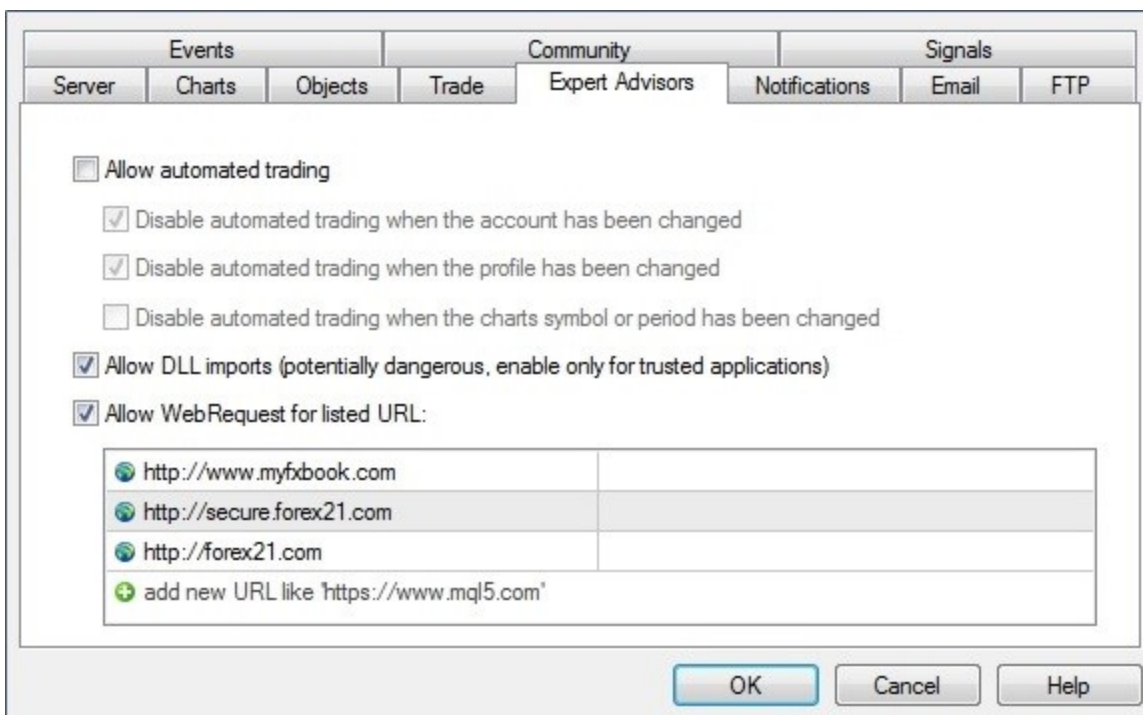 Events Community Signals
Server Charts Objects Trade Expert Advisors Notifications Email FTP
Allow automated trading
Disable automated trading when the account has been changed
Disable automated trading when the profile has been changed
Disable automated trading when the charts symbol or period has been changed
Allow DLL imports (potentially dangerous, enable only for trusted applications)
Allow WebRequest for listed URL:
http://www.myfxbook.com
http://secure.forex21.com
http://forex21.com
add new URL like 'https://www.mql5.com'
OK Cancel Help